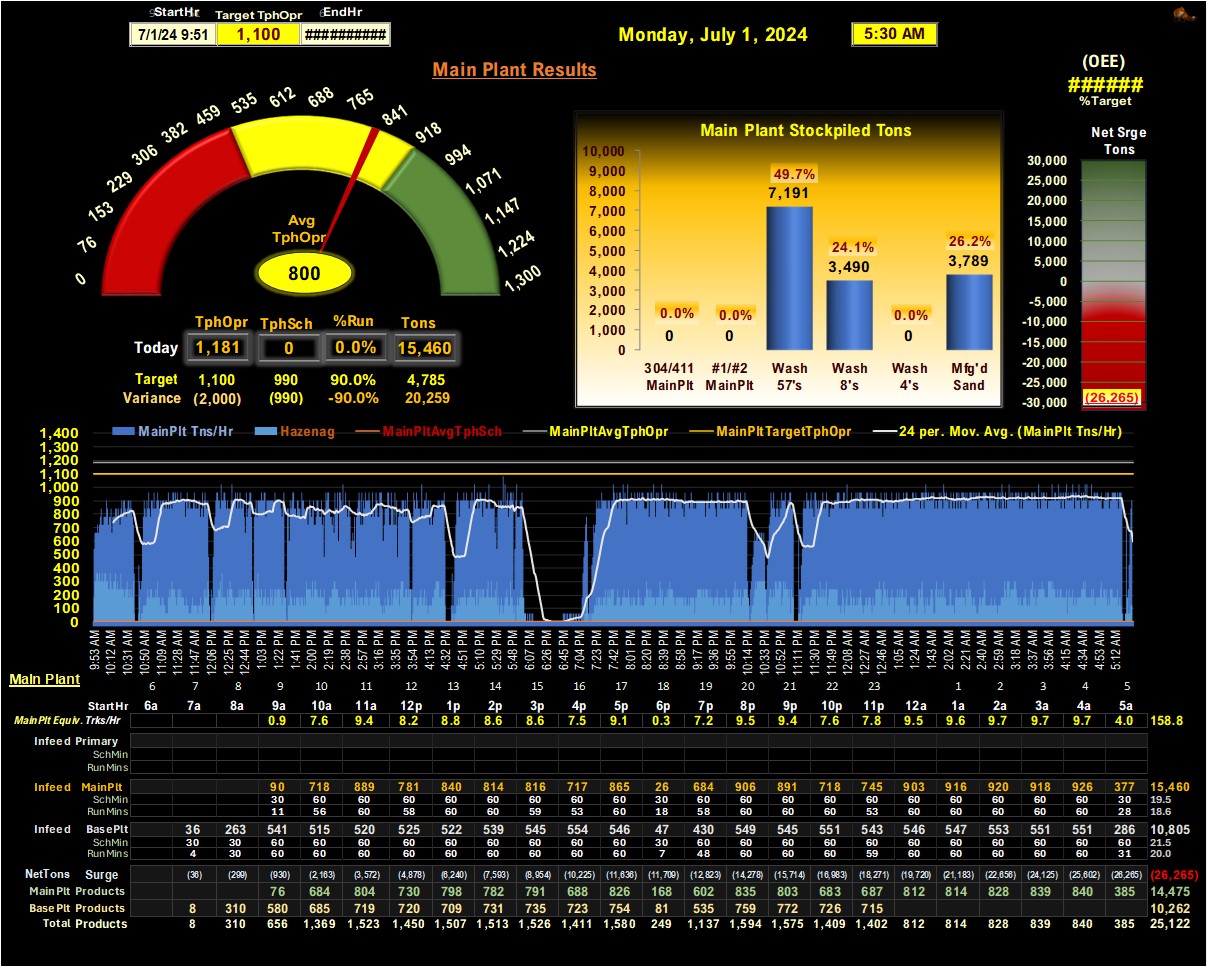 StartHr Target TphOpr EndHr
7/1/24 9:51 1,100 ##########
Monday, July 1, 2024 5:30 AM
Main Plant Results
(OEE)
######
%Target
0 76 153 229 306 382 459 535 612 688 765 841 918 994 1,071 1,147 1,224 1,300
Avg
TphOpr
800
TphOpr TphSch %Run Tons
Today 1,181 0 0.0% 15,460
Target 1,100 990 90.0% 4,785
Variance (2,000) (990) -90.0% 20,259
Main Plant Stockpiled Tons
10,000
9,000
8,000
7,000
6,000
5,000
4,000
3,000
2,000
1,000
0
0.0% 0.0% 49.7% 24.1% 0.0% 26.2%
0 0 7,191 3,490 0 3,789
304/411 #1/#2 Wash Wash Wash Mfg'd
MainPlt MainPlt 57's 8's 4's Sand
Net Srge
Tons
30,000
25,000
20,000
15,000
10,000
5,000
0
-5,000
-10,000
-15,000
-20,000
-25,000
-30,000
(26,265)
MainPlt Tns/Hr Hazenag MainPltAvgTphSch MainPltAvgTphOpr MainPltTargetTphOpr 24 per. Mov. Avg. (MainPlt Tns/Hr)
1,400
1,300
1,200
1,100
1,000
900
800
700
600
500
400
300
200
100
0
9:53 AM 10:12 AM 10:31 AM 10:50 AM 11:09 AM 11:28 AM 11:47 AM 12:06 PM 12:25 PM 12:44 PM 1:03 PM 1:22 PM 1:41 PM 2:00 PM 2:19 PM 2:38 PM 2:57 PM 3:16 PM 3:35 PM 3:54 PM 4:13 PM 4:32 PM 4:51 PM 5:10 PM 5:29 PM 5:48 PM 6:07 PM 6:26 PM 6:45 PM 7:04 PM 7:23 PM 7:42 PM 8:01 PM 8:20 PM 8:39 PM 8:58 PM 9:17 PM 9:36 PM 9:55 PM 10:14 PM 10:33 PM 10:52 PM 11:11 PM 11:30 PM 11:49 PM 12:08 AM 12:27 AM 12:46 AM 1:05 AM 1:24 AM 1:43 AM 2:02 AM 2:21 AM 2:40 AM 2:59 AM 3:18 AM 3:37 AM 3:56 AM 4:15 AM 4:34 AM 4:53 AM 5:12 AM
Main Plant 6 7 8 9 10 11 12 13 14 15 16 17 18 19 20 21 22 23 1 2 3 4 5
StartHr 6a 7a 8a 9a 10a 11a 12p 1p 2p 3p 4p 5p 6p 7p 8p 9p 10p 11p 12a 1a 2a 3a 4a 5a
MainPlt Equiv. Trks/Hr 0.9 7.6 9.4 8.2 8.8 8.6 8.6 7.5 9.1 0.3 7.2 9.5 9.4 7.6 7.8 9.5 9.6 9.7 9.7 9.7 4.0 158.8
Infeed Primary
SchMin
RunMins
Infeed MainPlt 90 718 889 781 840 814 816 717 865 26 684 906 891 718 745 903 916 920 918 926 377 15,460
SchMin 30 60 60 60 60 60 60 60 60 30 60 60 60 60 60 60 60 60 60 60 30 19.5
RunMins 11 56 60 58 60 60 59 53 60 18 58 60 60 60 53 60 60 60 60 60 28 18.6
Infeed BasePlt 36 263 541 515 520 525 522 539 545 554 546 47 430 549 545 551 543 546 547 553 551 551 286 10,805
SchMin 30 30 60 60 60 60 60 60 60 60 60 30 60 60 60 60 60 60 60 60 60 60 30 21.5
RunMins 4 30 60 60 60 60 60 60 60 60 60 7 48 60 60 60 59 60 60 60 60 60 31 20.0
NetTons Surge (36) (299) (930) (2,163) (3,572) (4,878) (6,240) (7,593) (8,954) (10,225) (11,636) (11,709) (12,823) (14,278) (15,714) (16,983) (18,271) (19,720) (21,183) (22,656) (24,125) (25,602) (26,265) (26,265)
MainPlt Products 76 684 804 730 798 782 791 688 826 168 602 835 803 683 687 812 814 828 839 840 385 14,475
BasePlt Products 8 310 580 685 719 720 709 731 735 723 754 81 535 759 772 726 715 10,262
Total Products 8 310 656 1,369 1,523 1,450 1,507 1,513 1,526 1,411 1,580 249 1,137 1,594 1,575 1,409 1,402 812 814 828 839 840 385 25,122